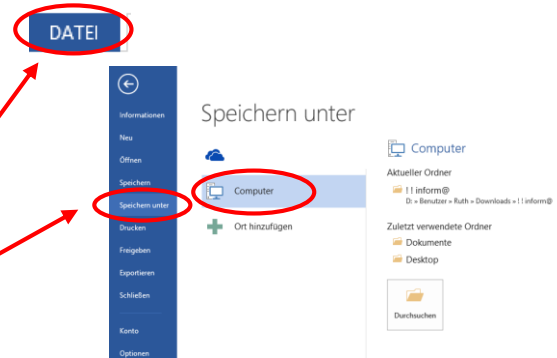 DATEI
Informationen
Neu
Öffnen
Speichern
Speichern unter
Drucken
Freigeben
Exportieren
Schließen
Konto
Optionen
Speichern unter
Computer
Ort hinzufügen
Computer
Aktueller Ordner
! ! inform@
D: » Benutzer » Ruth » Downloads » ! ! inform@
Zuletzt verwendete Ordner
Dokumente
Desktop
Durchsuchen